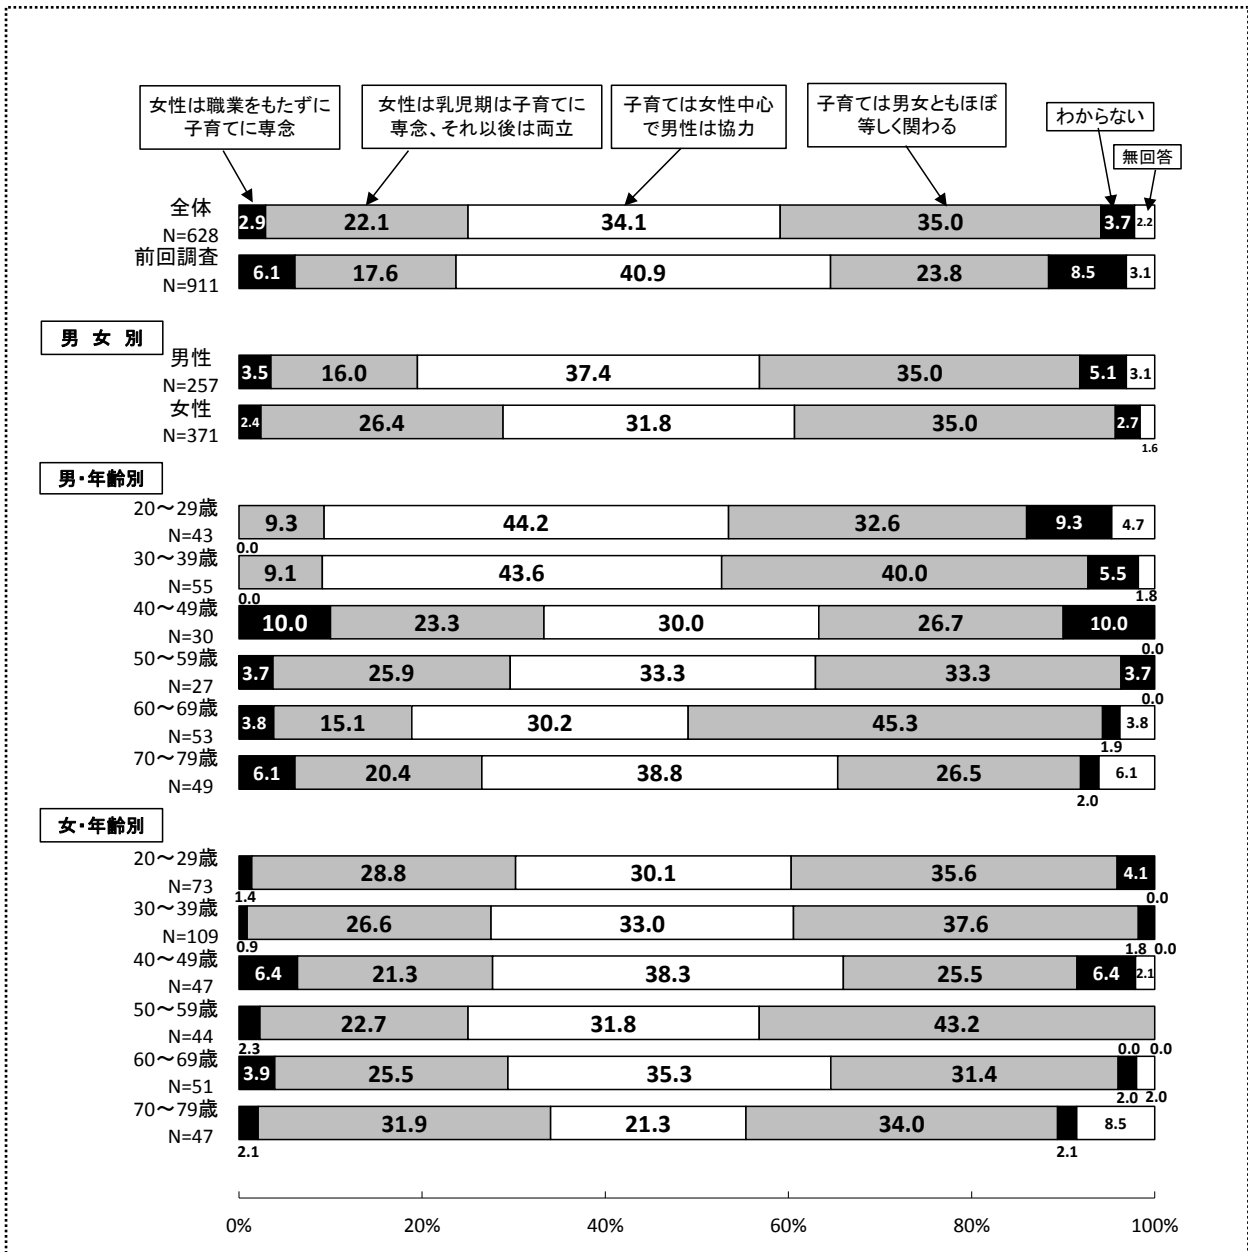 女性は職業をもたずに
子育てに専念
女性は乳児期は子育てに
専念、それ以後は両立
子育ては女性中心
で男性は協力
子育ては男女ともほぼ
等しく関わる
わからない
無回答
全体
N=628
2.9 22.1 34.1 35.0 3.7 2.2
前回調査
N=911
6.1 17.6 40.9 23.8 8.5 3.1
男 女 別
男性
N=257
3.5 16.0 37.4 35.0 5.1 3.1
女性
N=371
2.4 26.4 31.8 35.0 2.7 1.6
男・年齢別
20～29歳
N=43
0.0 9.3 44.2 32.6 9.3 4.7
30～39歳
N=55
0.0 9.1 43.6 40.0 5.5 1.8
40～49歳
N=30
10.0 23.3 30.0 26.7 10.0 0.0
50～59歳
N=27
3.7 25.9 33.3 33.3 3.7 0.0
60～69歳
N=53
3.8 15.1 30.2 45.3 1.9 3.8
70～79歳
N=49
6.1 20.4 38.8 26.5 2.0 6.1
女・年齢別
20～29歳
N=73
1.4 28.8 30.1 35.6 4.1 0.0
30～39歳
N=109
0.9 26.6 33.0 37.6 1.8 0.0
40～49歳
N=47
6.4 21.3 38.3 25.5 6.4 2.1
50～59歳
N=44
2.3 22.7 31.8 43.2 0.0 0.0
60～69歳
N=51
3.9 25.5 35.3 31.4 2.0 2.0
70～79歳
N=47
2.1 31.9 21.3 34.0 2.1 8.5
0% 20% 40% 60% 80% 100%